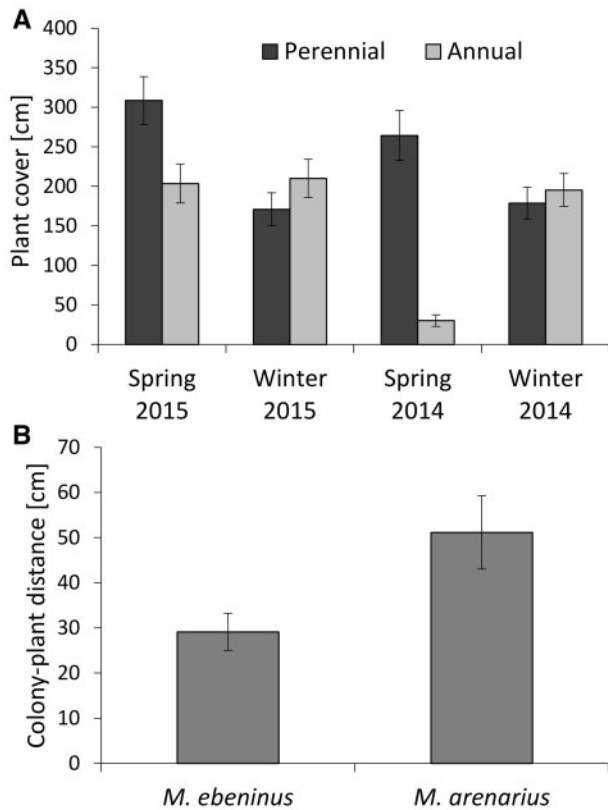 A
Plant cover [cm]
400
350
300
250
200
150
100
50
0
Perennial Annual
Spring Winter Spring Winter
2015 2015 2014 2014
B
Colony-plant distance [cm]
70
60
50
40
30
20
10
0
M. ebeninus M. arenarius